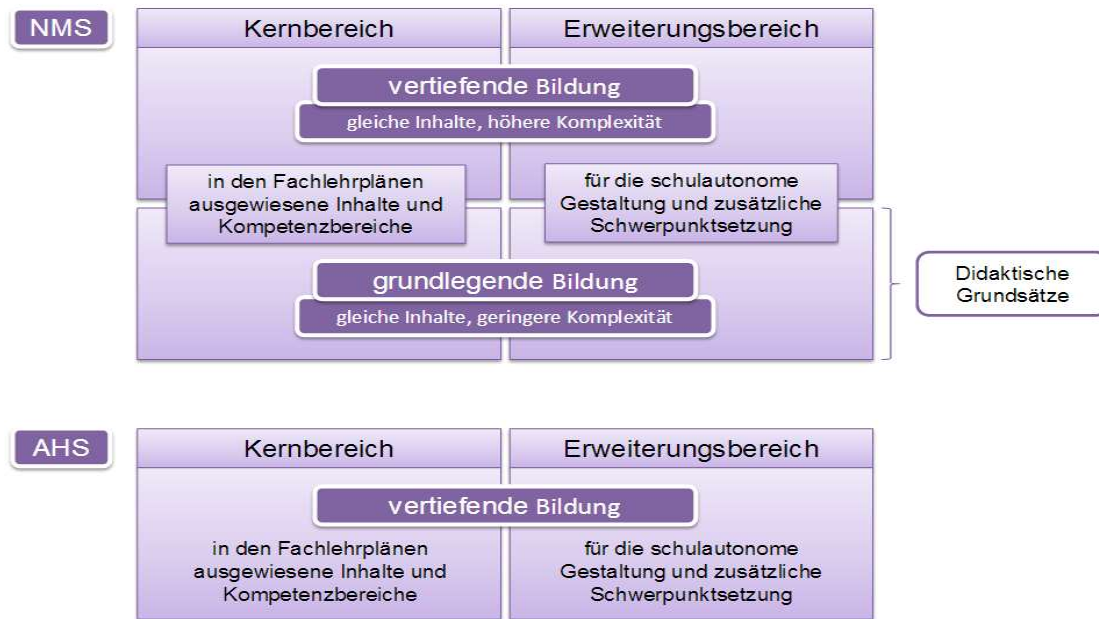 NMS
Kernbereich
Erweiterungsbereich
vertiefende Bildung
gleiche Inhalte, höhere Komplexität
in den Fachlehrplänen
ausgewiesene Inhalte und
Kompetenzbereiche
für die schulautonome
Gestaltung und zusätzliche
Schwerpunktsetzung
grundlegende Bildung
gleiche Inhalte, geringere Komplexität
Didaktische
Grundsätze
AHS
Kernbereich
Erweiterungsbereich
vertiefende Bildung
in den Fachlehrplänen
ausgewiesene Inhalte und
Kompetenzbereiche
für die schulautonome
Gestaltung und zusätzliche
Schwerpunktsetzung